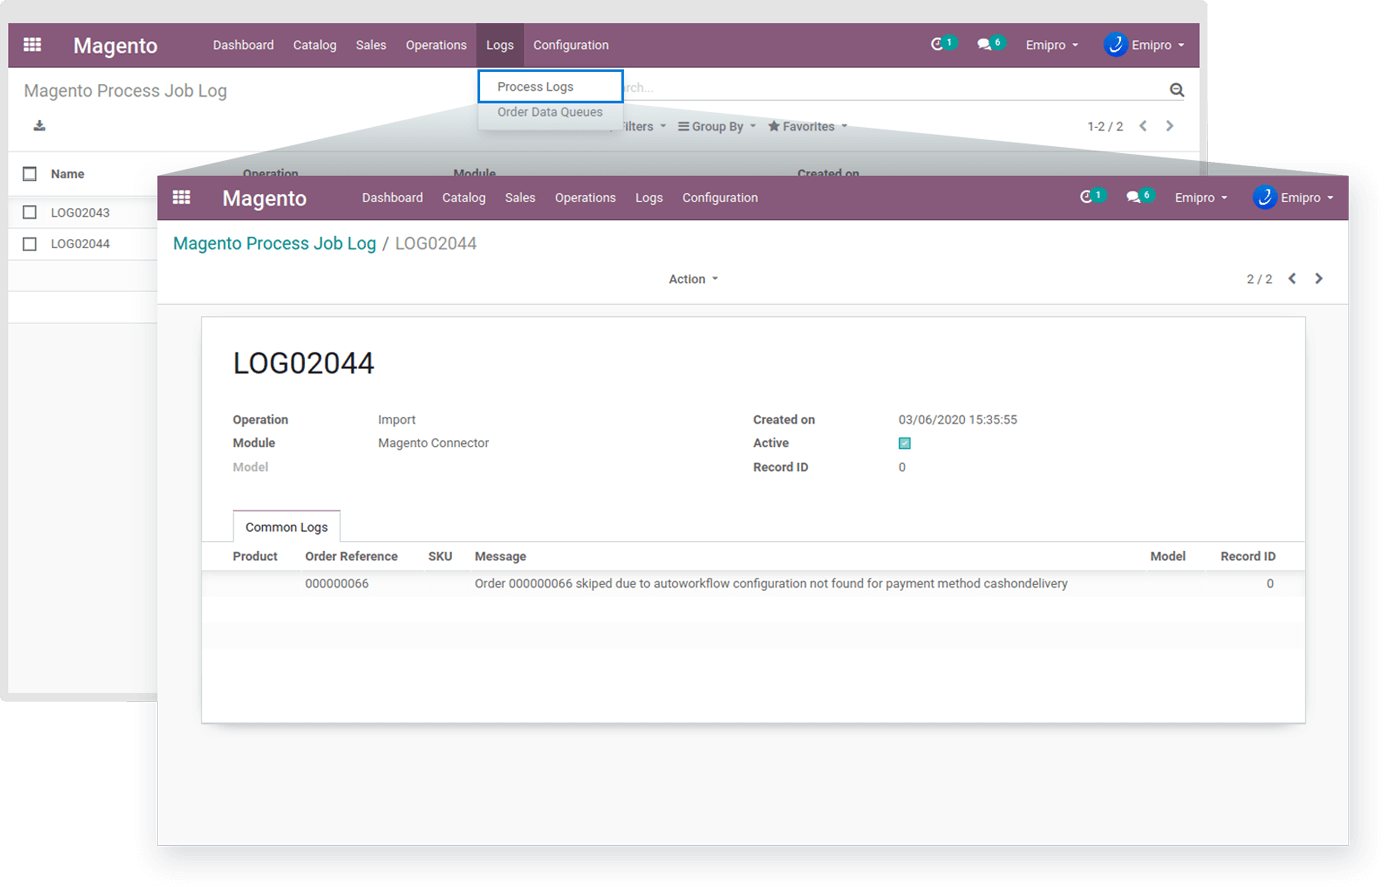 Magento Dashboard Catalog Sales Operations Logs Configuration 1 6 Emipro Emipro
Magento Process Job Log
Process Logs
Order Data Queues
Group By Favorites 1-2 / 2
Name Operation Module Created on
LOG02043
LOG02044
Magento Dashboard Catalog Sales Operations Logs Configuration 1 6 Emipro Emipro
Magento Process Job Log / LOG02044
Action 2 / 2
LOG02044
Operation Import Created on 03/06/2020 15:35:55
Module Magento Connector Active
Model Record ID 0
Common Logs
Product Order Reference SKU Message Model Record ID
000000066 Order 000000066 skiped due to autoworkflow configuration not found for payment method cashondelivery 0